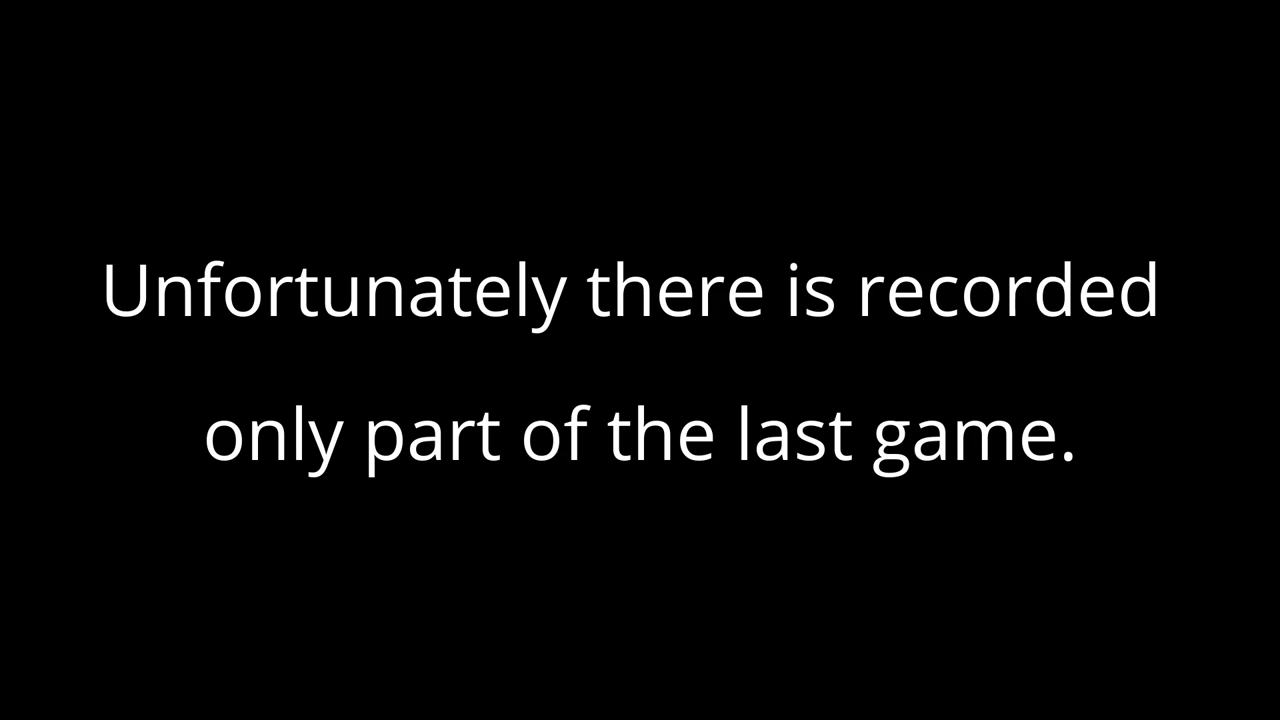 Unfortunately there is recorded
only part of the last game.